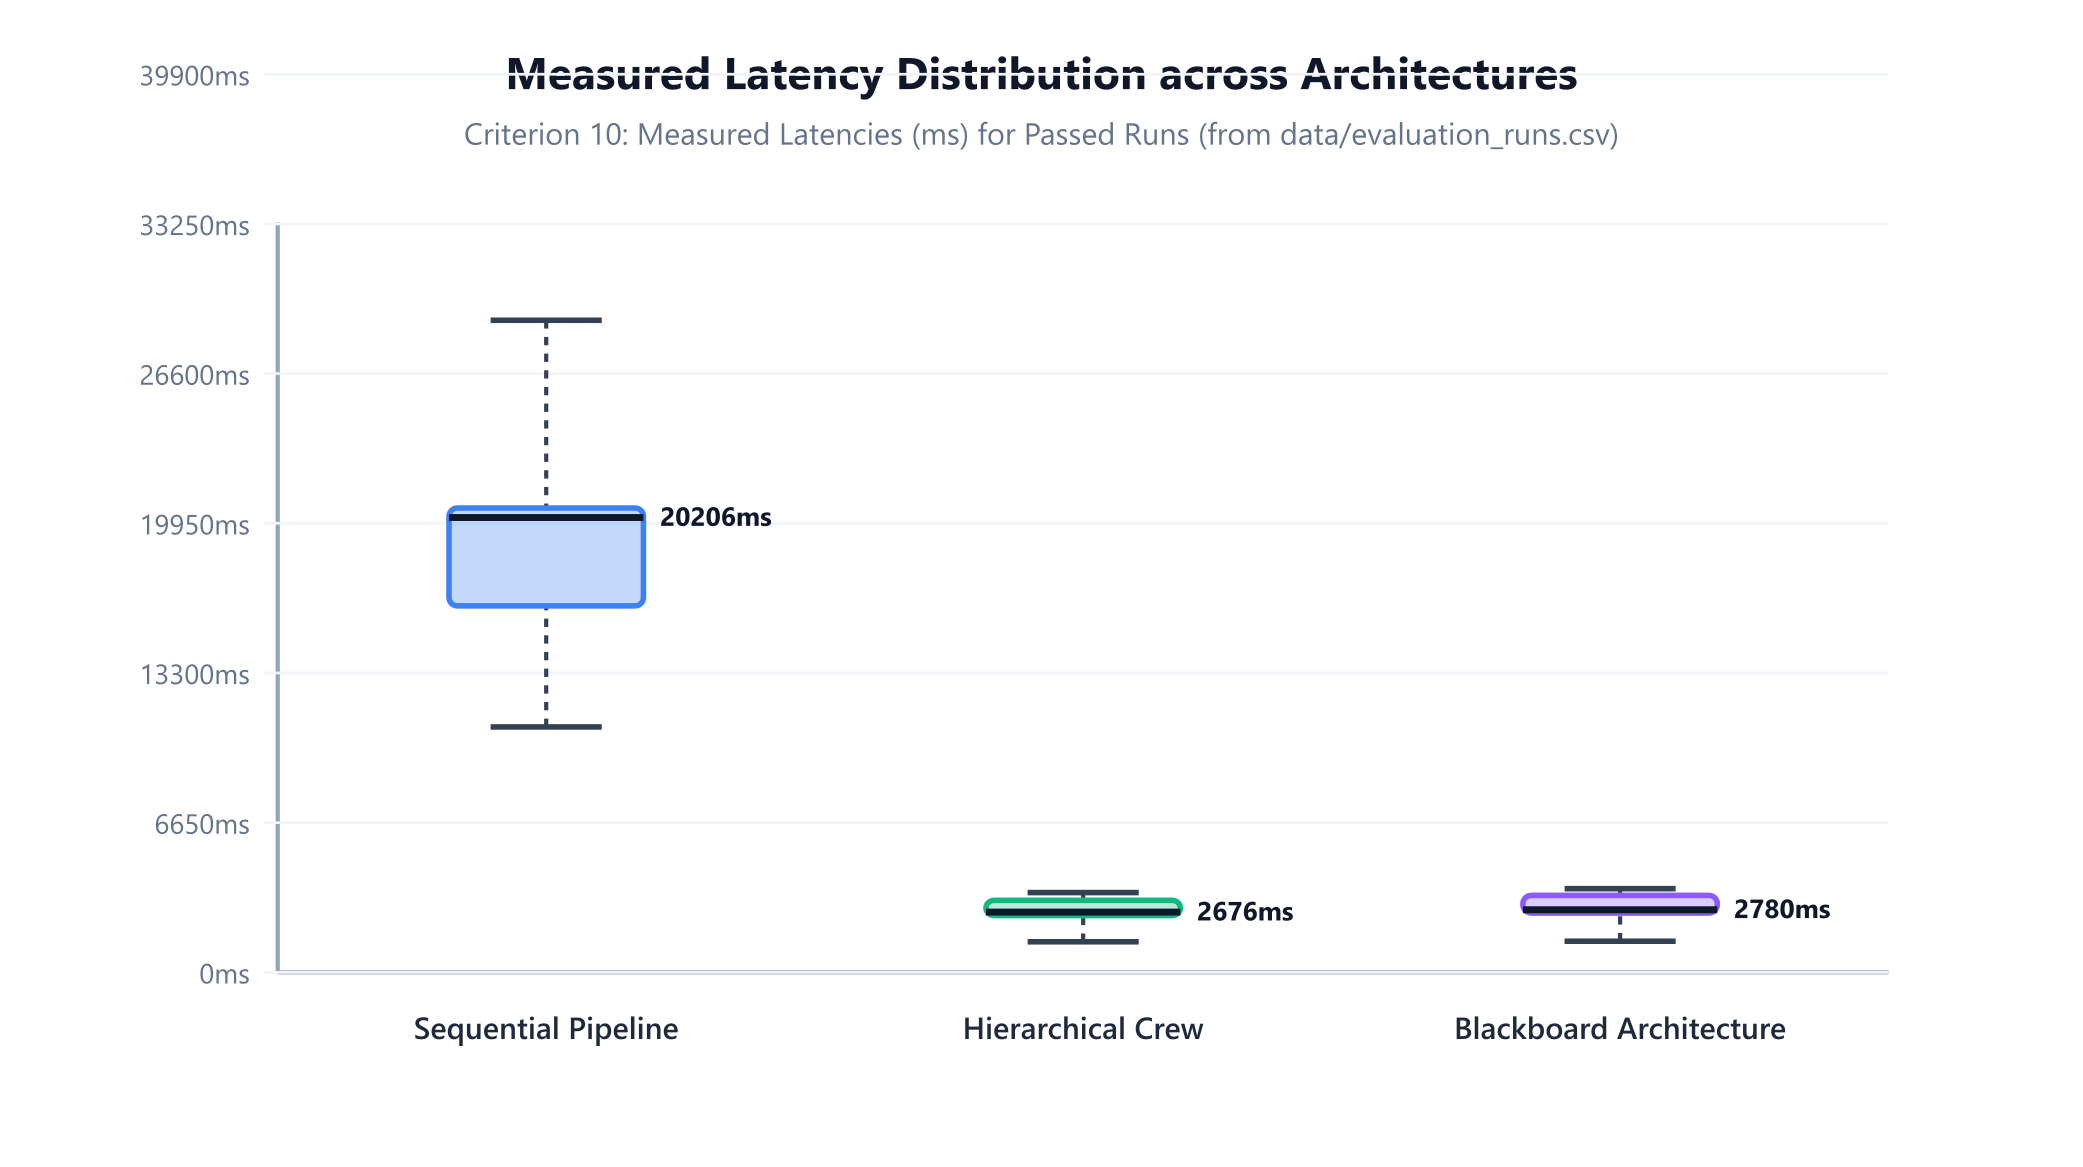 Measured Latency Distribution across Architectures
Criterion 10: Measured Latencies (ms) for Passed Runs (from data/evaluation_runs.csv)
39900ms
33250ms
26600ms
19950ms
13300ms
6650ms
0ms
20206ms
2676ms
2780ms
Sequential Pipeline
Hierarchical Crew
Blackboard Architecture